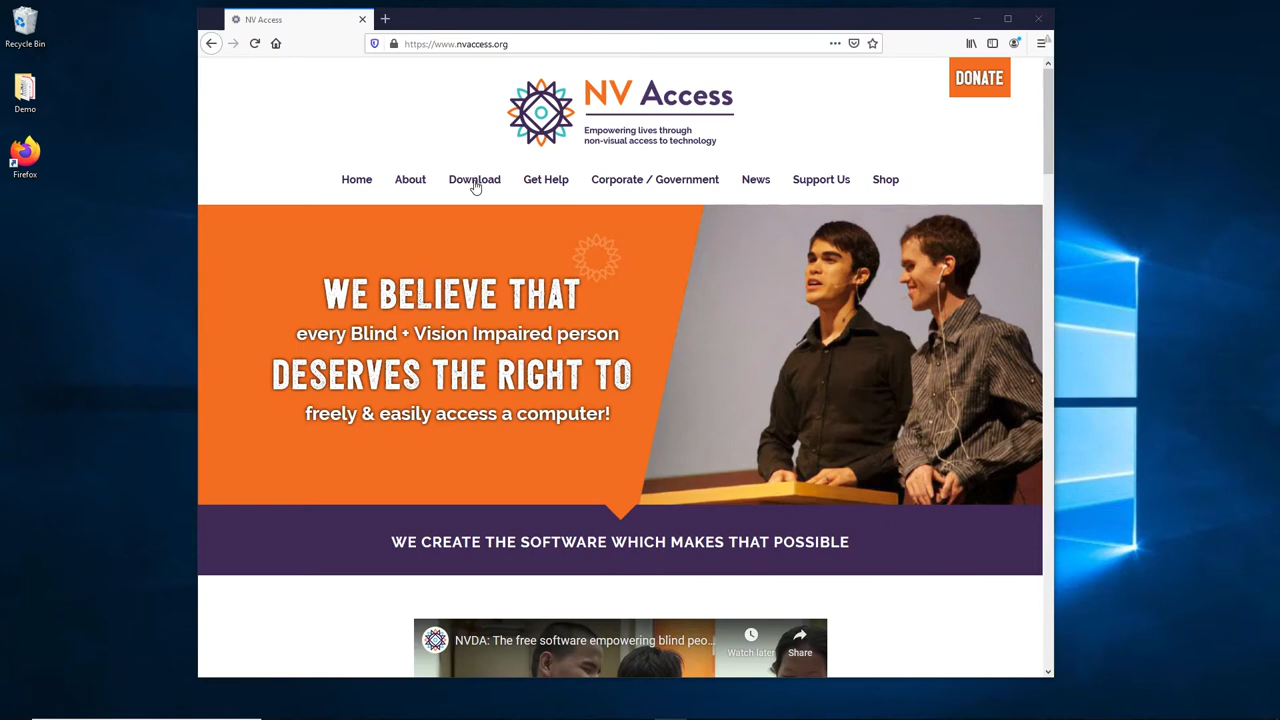 NV Access
https://www.nvaccess.org
Recycle Bin
Demo
Firefox
DONATE
NV Access
Empowering lives through
non-visual access to technology
Home About Download Get Help Corporate / Government News Support Us Shop
WE BELIEVE THAT
every Blind + Vision Impaired person
DESERVES THE RIGHT TO
freely & easily access a computer!
WE CREATE THE SOFTWARE WHICH MAKES THAT POSSIBLE
NVDA: The free software empowering blind peo...
Watch later Share